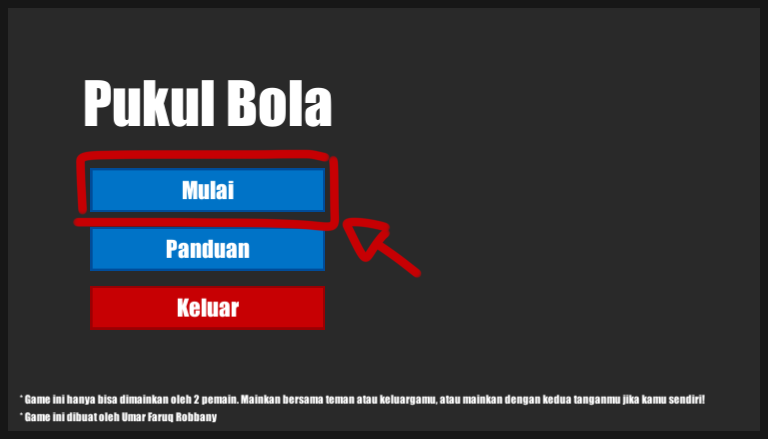 Pukul Bola
Mulai
Panduan
Keluar
* Game ini hanya bisa dimainkan oleh 2 pemain. Mainkan bersama teman atau keluargamu, atau mainkan dengan kedua tanganmu jika kamu sendiri!
* Game ini dibuat oleh Umar Faruq Robbany